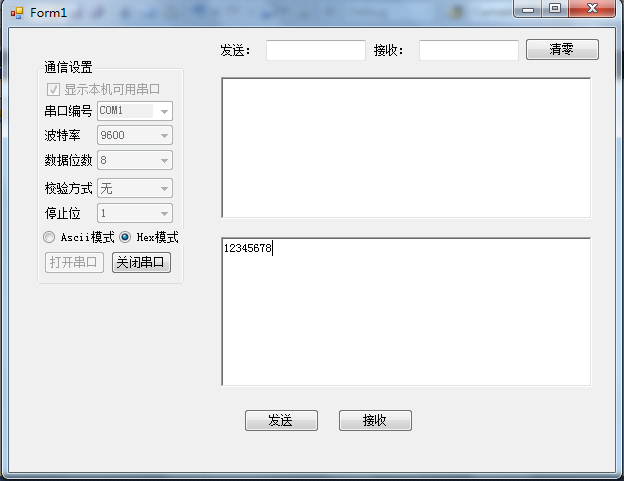 Form1
发送：
接收：
清零
通信设置
显示本机可用串口
串口编号 COM1
波特率 9600
数据位数 8
校验方式 无
停止位 1
Ascii模式 Hex模式
打开串口 关闭串口
12345678
发送 接收